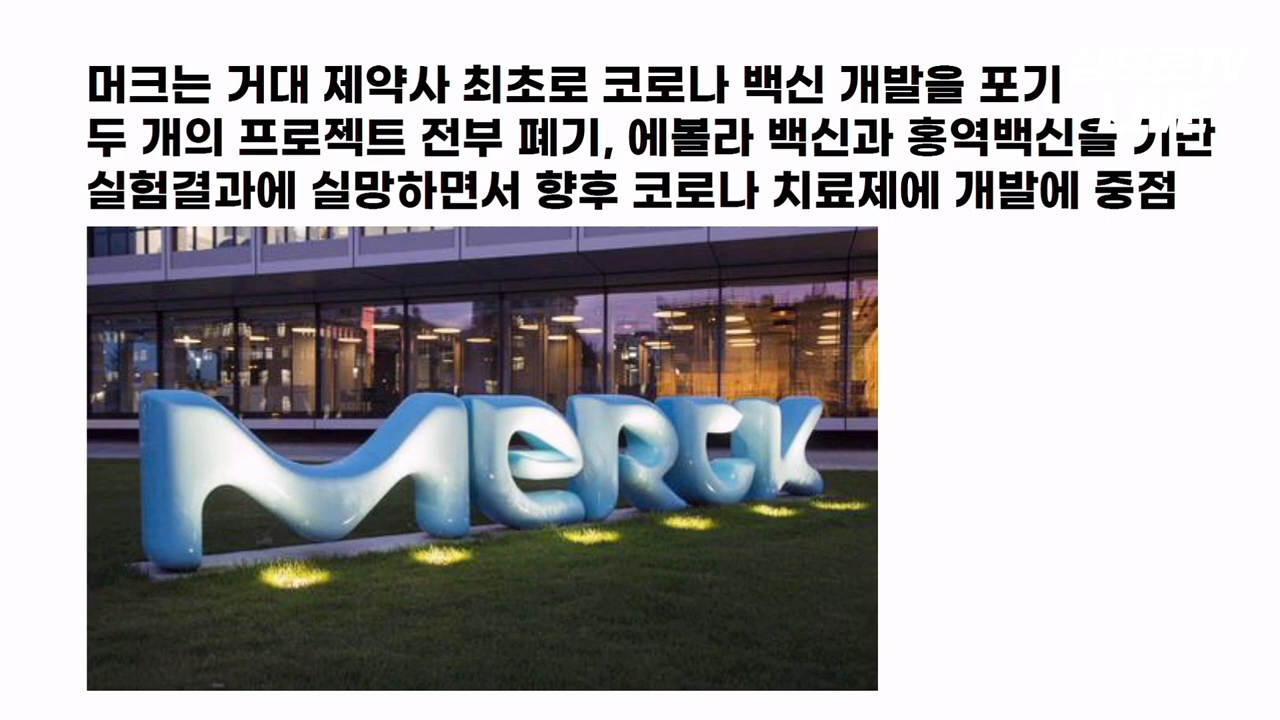 머크는 거대 제약사 최초로 코로나 백신 개발을 포기
두 개의 프로젝트 전부 폐기, 에볼라 백신과 홍역백신을 기반
실험결과에 실망하면서 향후 코로나 치료제에 개발에 중점
MERCK